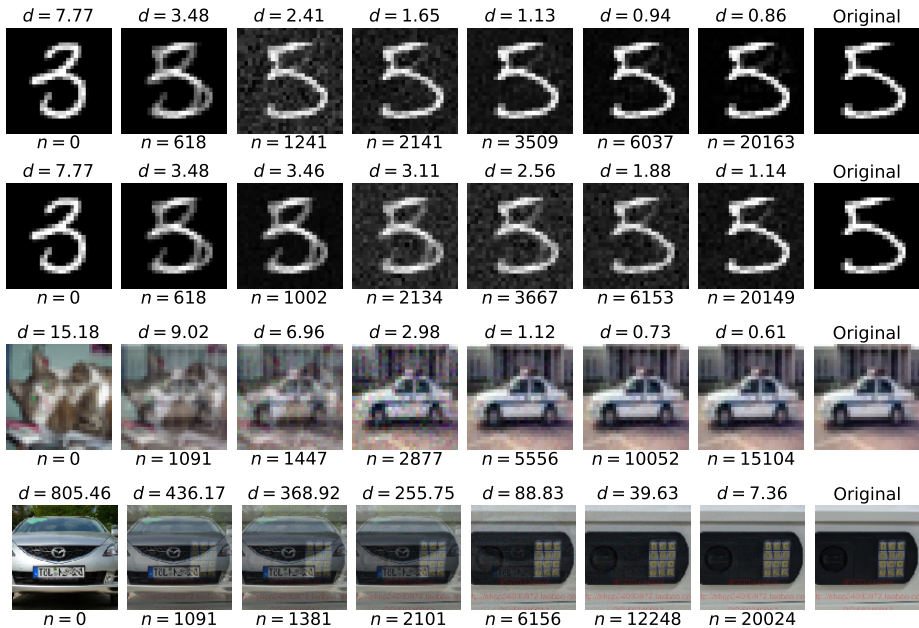 d = 7.77 d = 3.48 d = 2.41 d = 1.65 d = 1.13 d = 0.94 d = 0.86 Original
n = 0 n = 618 n = 1241 n = 2141 n = 3509 n = 6037 n = 20163
d = 7.77 d = 3.48 d = 3.46 d = 3.11 d = 2.56 d = 1.88 d = 1.14 Original
n = 0 n = 618 n = 1002 n = 2134 n = 3667 n = 6153 n = 20149
d = 15.18 d = 9.02 d = 6.96 d = 2.98 d = 1.12 d = 0.73 d = 0.61 Original
n = 0 n = 1091 n = 1447 n = 2877 n = 5556 n = 10052 n = 15104
d = 805.46 d = 436.17 d = 368.92 d = 255.75 d = 88.83 d = 39.63 d = 7.36 Original
n = 0 n = 1091 n = 1381 n = 2101 n = 6156 n = 12248 n = 20024